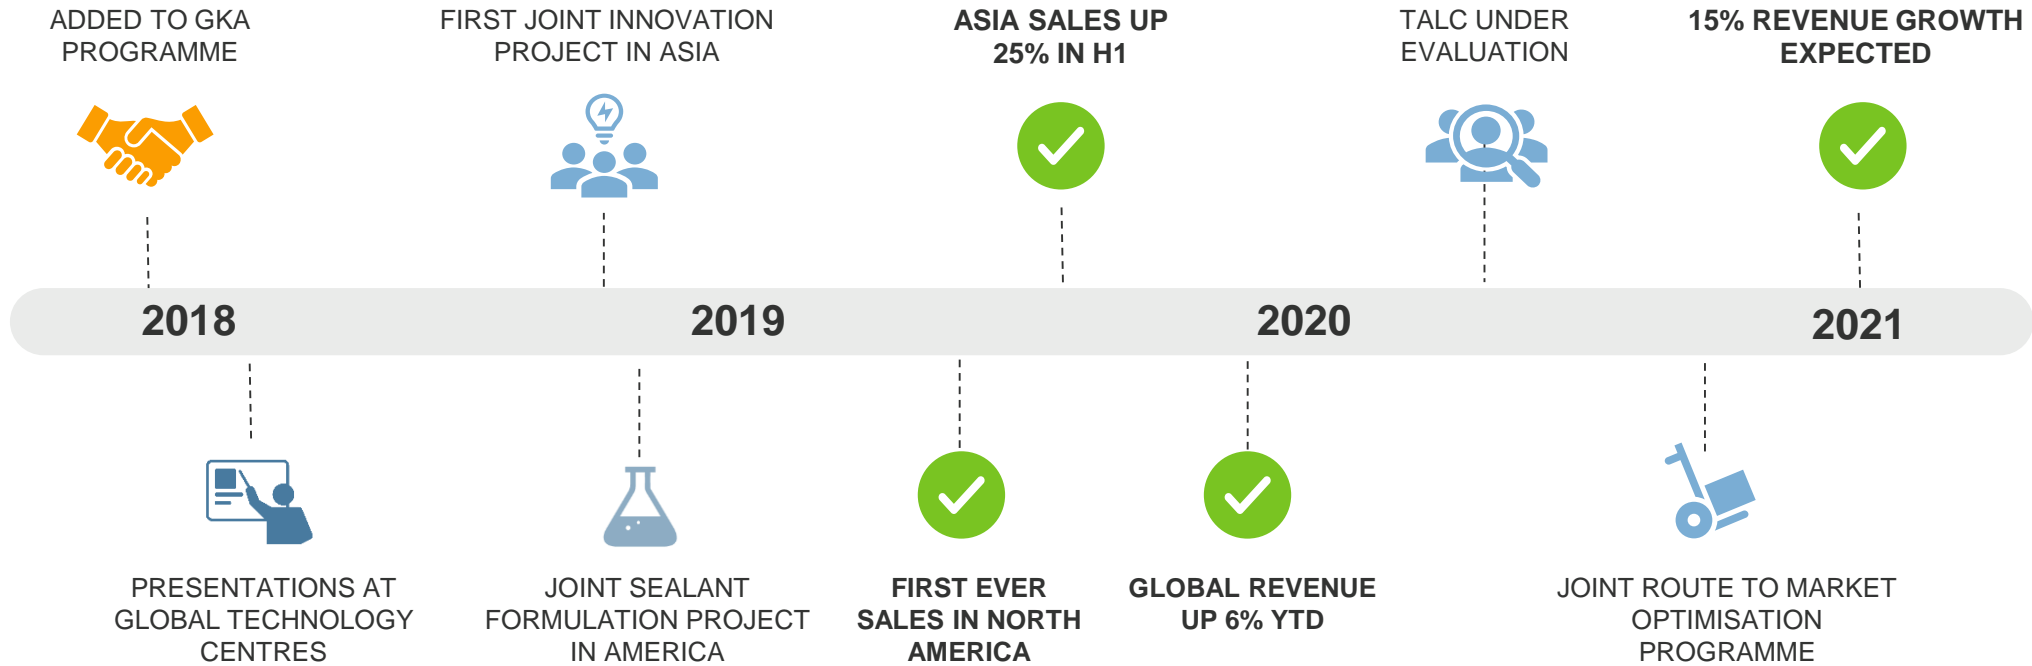 ADDED TO GKA
PROGRAMME
FIRST JOINT INNOVATION
PROJECT IN ASIA
ASIA SALES UP
25% IN H1
TALC UNDER
EVALUATION
15% REVENUE GROWTH
EXPECTED
2018
2019
2020
2021
PRESENTATIONS AT
GLOBAL TECHNOLOGY
CENTRES
JOINT SEALANT
FORMULATION PROJECT
IN AMERICA
FIRST EVER
SALES IN NORTH
AMERICA
GLOBAL REVENUE
UP 6% YTD
JOINT ROUTE TO MARKET
OPTIMISATION
PROGRAMME